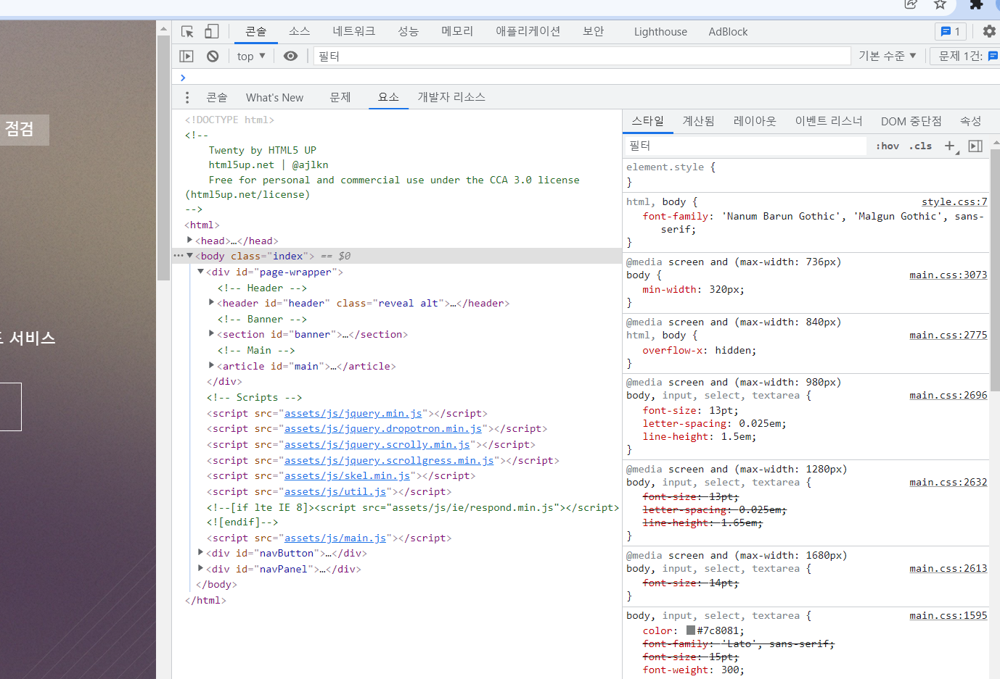 콘솔 소스 네트워크 성능 메모리 애플리케이션 보안 Lighthouse AdBlock 1
top ▼ 필터 기본 수준 ▼ 문제 1건:
점검
서비스
콘솔 What's New 문제 요소 개발자 리소스
<!DOCTYPE html>
<!--
Twenty by HTML5 UP
html5up.net | @ajlkn
Free for personal and commercial use under the CCA 3.0 license
(html5up.net/license)
-->
<html>
<head>…</head>
<body class="index"> == $0
<div id="page-wrapper">
<!-- Header -->
<header id="header" class="reveal alt">…</header>
<!-- Banner -->
<section id="banner">…</section>
<!-- Main -->
<article id="main">…</article>
</div>
<!-- Scripts -->
<script src="assets/js/jquery.min.js"></script>
<script src="assets/js/jquery.dropotron.min.js"></script>
<script src="assets/js/jquery.scrolly.min.js"></script>
<script src="assets/js/jquery.scrollgress.min.js"></script>
<script src="assets/js/skel.min.js"></script>
<script src="assets/js/util.js"></script>
<!--[if lte IE 8]><script src="assets/js/ie/respond.min.js"></script>
<![endif]-->
<script src="assets/js/main.js"></script>
<div id="navButton">…</div>
<div id="navPanel">…</div>
</body>
</html>
스타일 계산됨 레이아웃 이벤트 리스너 DOM 중단점 속성
필터 :hov .cls +
element.style {
}
html, body { style.css:7
font-family: 'Nanum Barun Gothic', 'Malgun Gothic', sans-
serif;
}
@media screen and (max-width: 736px)
body { main.css:3073
min-width: 320px;
}
@media screen and (max-width: 840px)
html, body { main.css:2775
overflow-x: hidden;
}
@media screen and (max-width: 980px)
body, input, select, textarea { main.css:2696
font-size: 13pt;
letter-spacing: 0.025em;
line-height: 1.5em;
}
@media screen and (max-width: 1280px)
body, input, select, textarea { main.css:2632
font-size: 13pt;
letter-spacing: 0.025em;
line-height: 1.65em;
}
@media screen and (max-width: 1680px)
body, input, select, textarea { main.css:2613
font-size: 14pt;
}
body, input, select, textarea { main.css:1595
color: #7c8081;
font-family: 'Lato', sans-serif;
font-size: 15pt;
font-weight: 300;